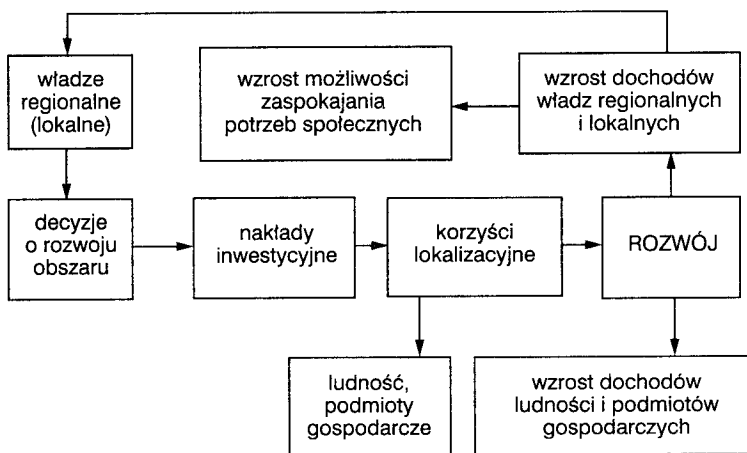 władze
regionalne
(lokalne)
wzrost możliwości
zaspokajania
potrzeb społecznych
wzrost dochodów
władz regionalnych
i lokalnych
decyzje
o rozwoju
obszaru
nakłady
inwestycyjne
korzyści
lokalizacyjne
ROZWÓJ
ludność,
podmioty
gospodarcze
wzrost dochodów
ludności i podmiotów
gospodarczych